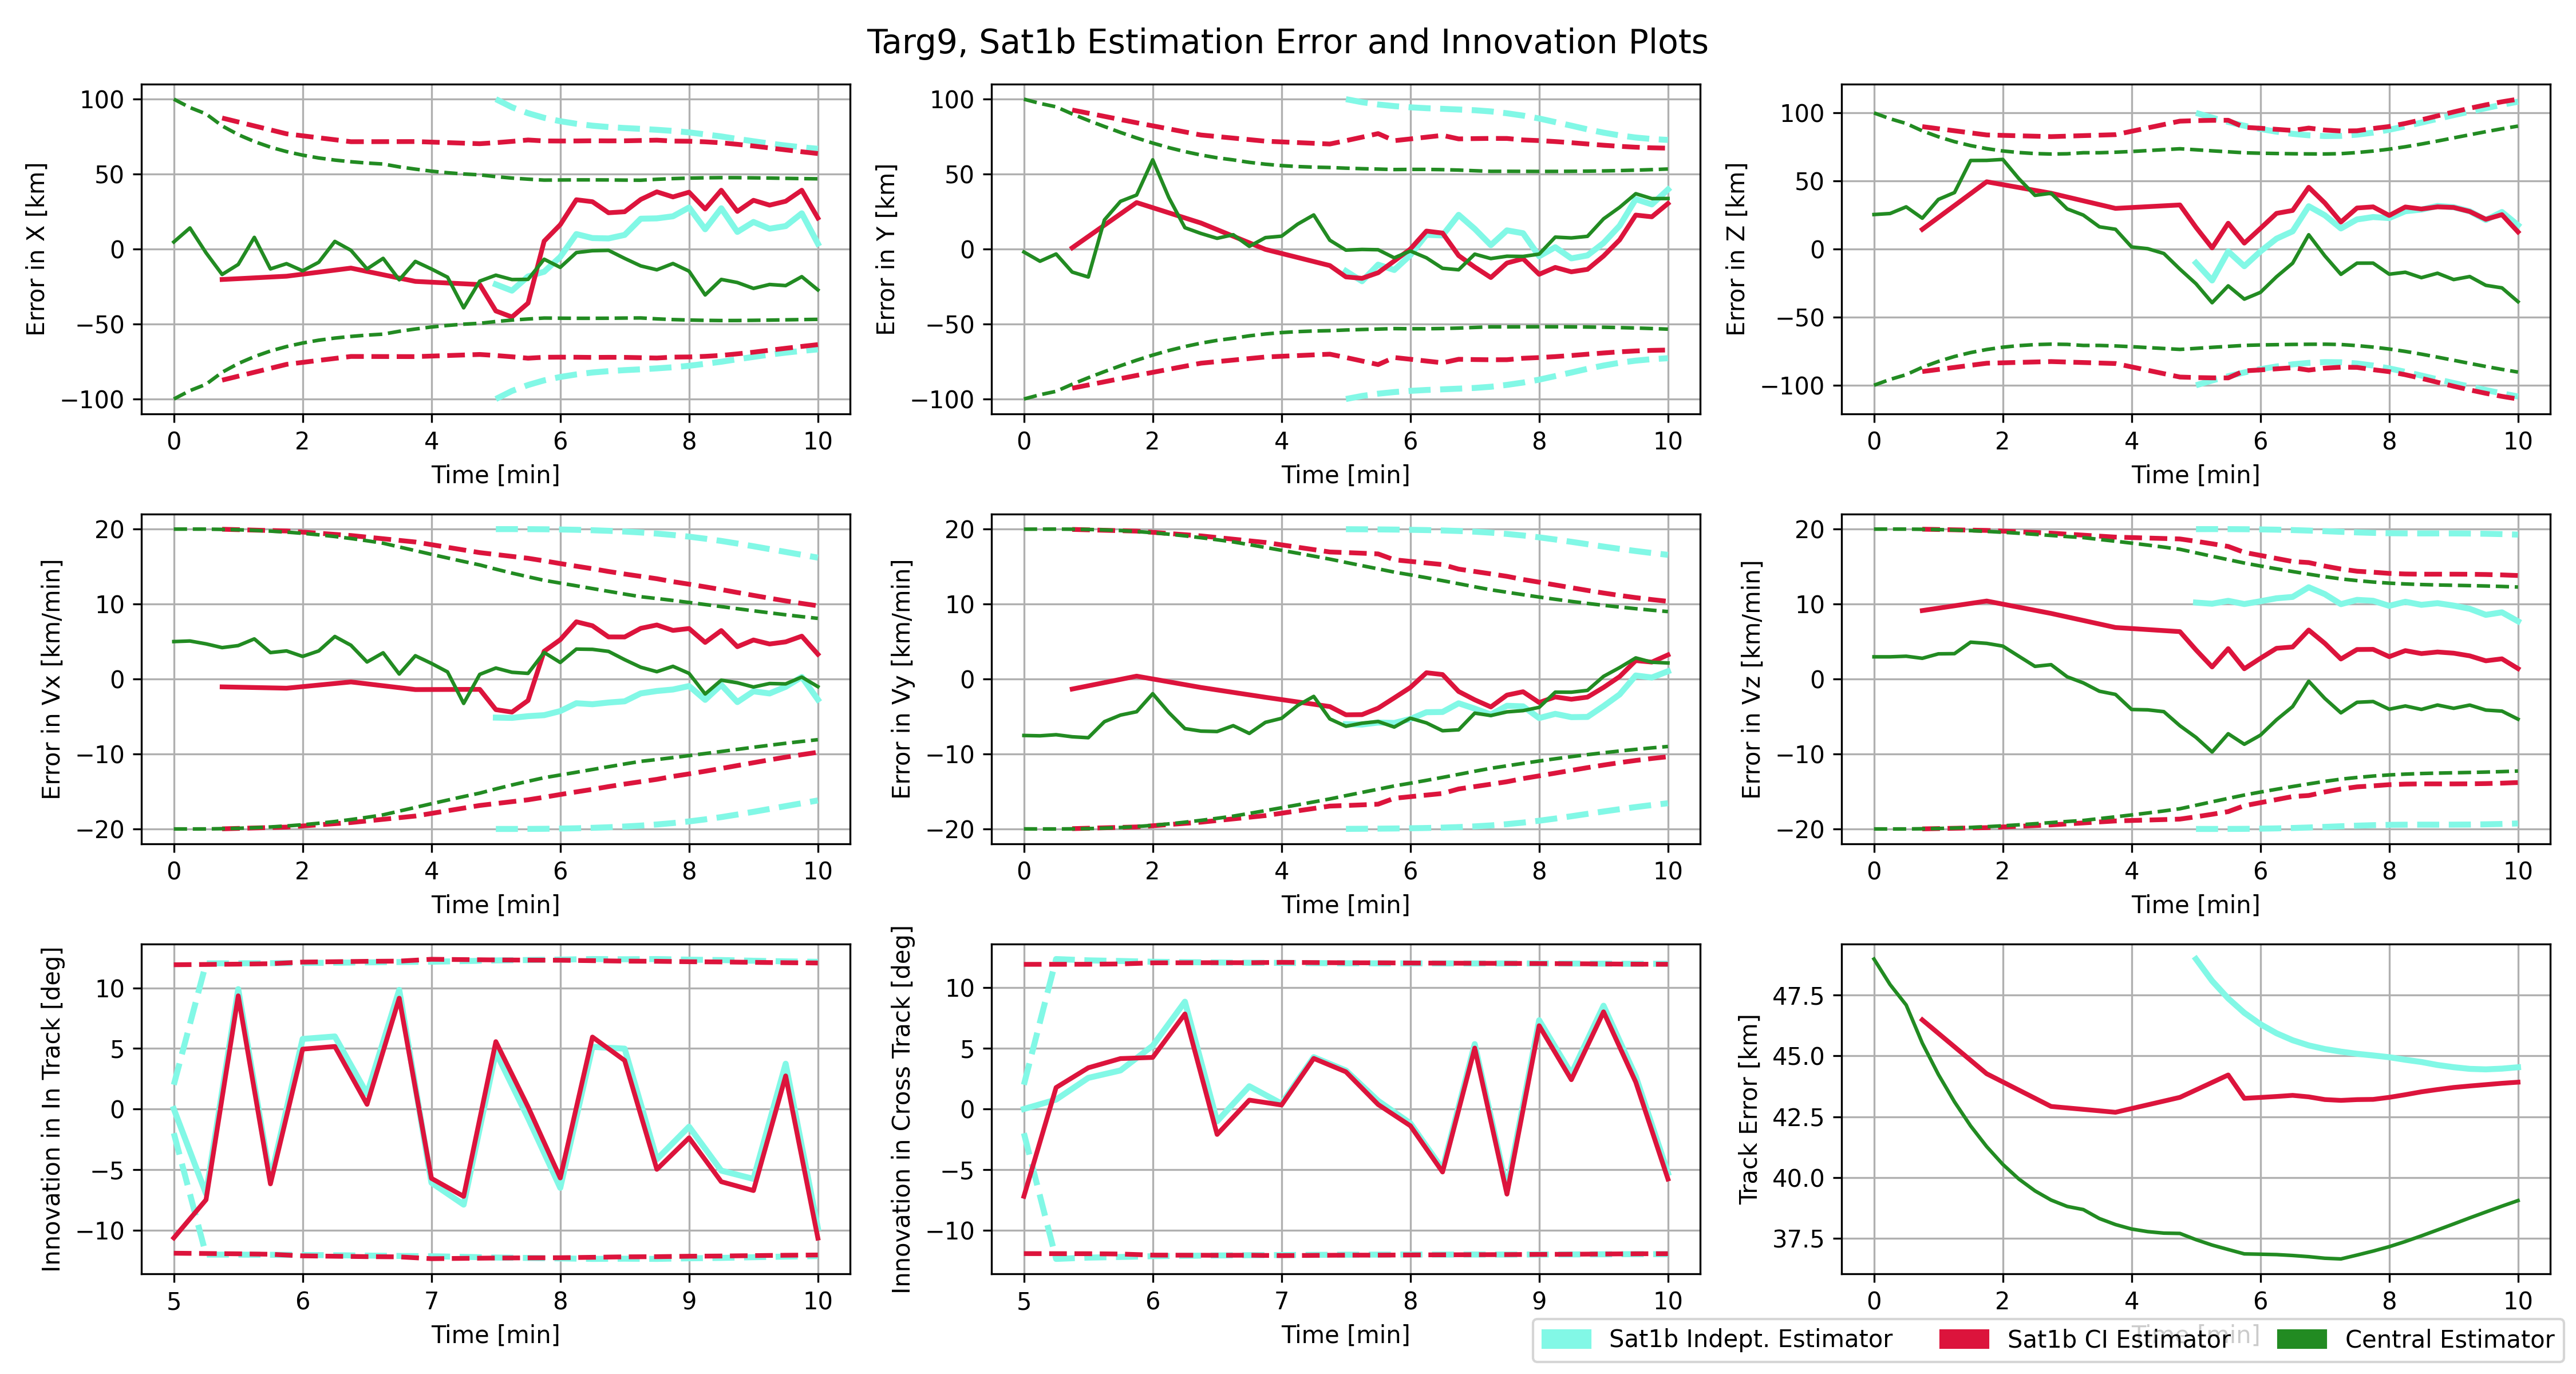 Targ9, Sat1b Estimation Error and Innovation Plots
Error in X [km]
100
50
0
−50
−100
0 2 4 6 8 10
Time [min]
Error in Y [km]
100
50
0
−50
−100
0 2 4 6 8 10
Time [min]
Error in Z [km]
100
50
0
−50
−100
0 2 4 6 8 10
Time [min]
Error in Vx [km/min]
20
10
0
−10
−20
0 2 4 6 8 10
Time [min]
Error in Vy [km/min]
20
10
0
−10
−20
0 2 4 6 8 10
Time [min]
Error in Vz [km/min]
20
10
0
−10
−20
0 2 4 6 8 10
Time [min]
Innovation in In Track [deg]
10
5
0
−5
−10
5 6 7 8 9 10
Time [min]
Innovation in Cross Track [deg]
10
5
0
−5
−10
5 6 7 8 9 10
Time [min]
Track Error [km]
47.5
45.0
42.5
40.0
37.5
0 2 4 6 8 10
Time [min]
Sat1b Indept. Estimator Sat1b CI Estimator Central Estimator